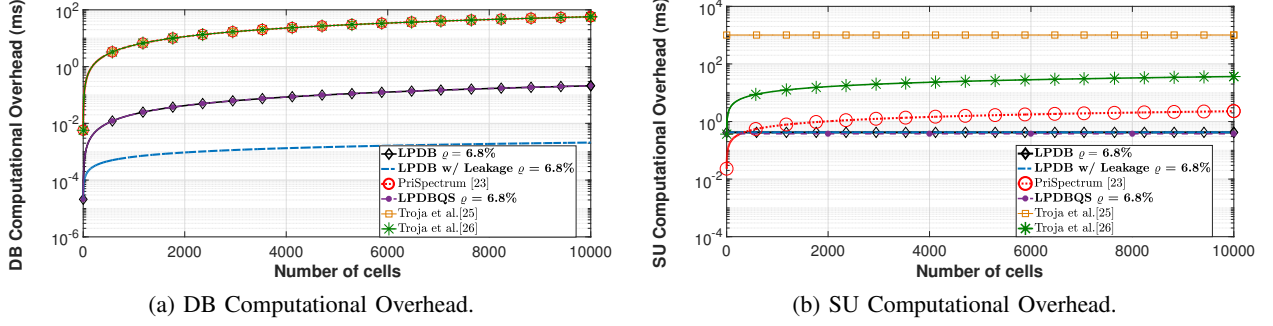 DB Computational Overhead (ms)
10^2
10^0
10^-2
10^-4
10^-6
0
2000
4000
6000
8000
10000
Number of cells
LPDB ϱ = 6.8%
LPDB w/ Leakage ϱ = 6.8%
PriSpectrum [23]
LPDBQS ϱ = 6.8%
Troja et al.[25]
Troja et al.[26]
(a) DB Computational Overhead.
SU Computational Overhead (ms)
10^4
10^2
10^0
10^-2
10^-4
0
2000
4000
6000
8000
10000
Number of cells
LPDB ϱ = 6.8%
LPDB w/ Leakage ϱ = 6.8%
PriSpectrum [23]
LPDBQS ϱ = 6.8%
Troja et al.[25]
Troja et al.[26]
(b) SU Computational Overhead.